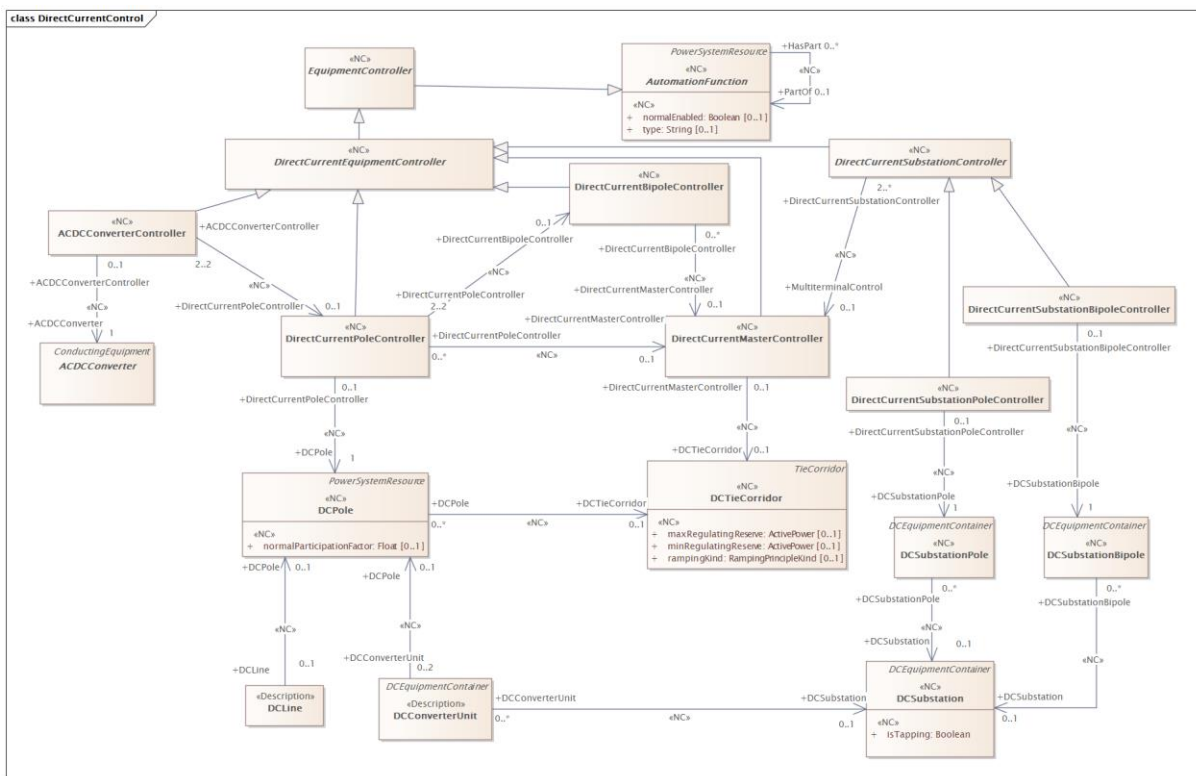 class DirectCurrentControl
«NC»
EquipmentController
PowerSystemResource
«NC»
AutomationFunction
«NC»
+ normalEnabled: Boolean [0..1]
+ type: String [0..1]
+HasPart 0..*
«NC»
+PartOf 0..1
«NC»
DirectCurrentEquipmentController
«NC»
DirectCurrentBipoleController
«NC»
DirectCurrentSubstationController
2..*
+DirectCurrentSubstationController
«NC»
+MultiterminalControl
0..1
«NC»
ACDCConverterController
+ACDCConverterController
2..2
«NC»
+DirectCurrentPoleController
0..1
0..1
+ACDCConverterController
«NC»
+ACDCConverter
1
ConductingEquipment
ACDCConverter
0..1
+DirectCurrentBipoleController
«NC»
+DirectCurrentPoleController
2..2
0..*
+DirectCurrentBipoleController
«NC»
+DirectCurrentMasterController
0..1
«NC»
DirectCurrentPoleController
+DirectCurrentMasterController
+DirectCurrentPoleController
0..*
«NC»
0..1
«NC»
DirectCurrentMasterController
«NC»
DirectCurrentSubstationBipoleController
0..1
+DirectCurrentSubstationBipoleController
«NC»
+DCSubstationBipole
1
«NC»
DirectCurrentSubstationPoleController
0..1
+DirectCurrentSubstationPoleController
«NC»
+DCSubstationPole
1
0..1
+DirectCurrentPoleController
«NC»
+DCPole
1
+DirectCurrentMasterController
0..1
«NC»
+DCTieCorridor
0..1
PowerSystemResource
«NC»
DCPole
«NC»
+ normalParticipationFactor: Float [0..1]
+DCPole
0..*
«NC»
+DCTieCorridor
0..1
TieCorridor
«NC»
DCTieCorridor
«NC»
+ maxRegulatingReserve: ActivePower [0..1]
+ minRegulatingReserve: ActivePower [0..1]
+ rampingKind: RampingPrincipleKind [0..1]
DCEquipmentContainer
«NC»
DCSubstationPole
DCEquipmentContainer
«NC»
DCSubstationBipole
+DCPole
0..1
«NC»
+DCLine
0..1
+DCPole
0..1
«NC»
+DCConverterUnit
0..2
0..*
+DCSubstationPole
«NC»
+DCSubstation
0..1
0..*
+DCSubstationBipole
«NC»
+DCSubstation
0..1
«Description»
DCLine
DCEquipmentContainer
«Description»
DCConverterUnit
+DCConverterUnit
0..*
«NC»
+DCSubstation
0..1
DCEquipmentContainer
«NC»
DCSubstation
«NC»
+ isTapping: Boolean